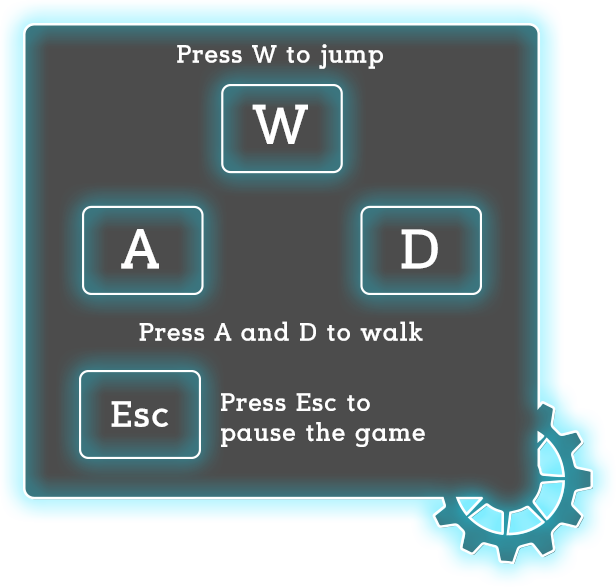 Press W to jump
W
A D
Press A and D to walk
Esc
Press Esc to
pause the game